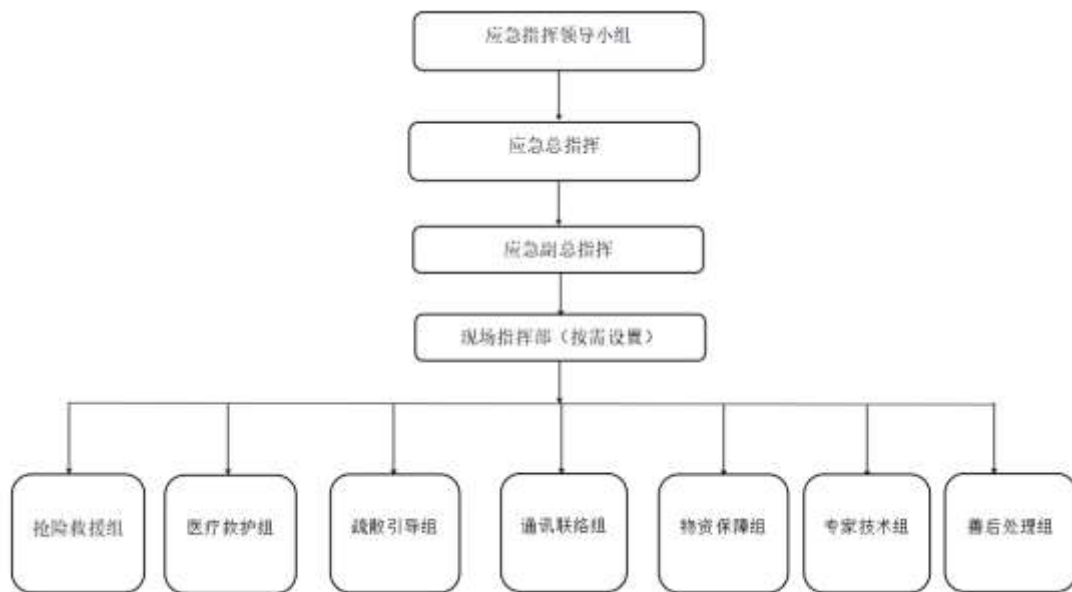 应急指挥领导小组
应急总指挥
应急副总指挥
现场指挥部（按需设置）
抢险救援组
医疗救护组
疏散引导组
通讯联络组
物资保障组
专家技术组
善后处理组